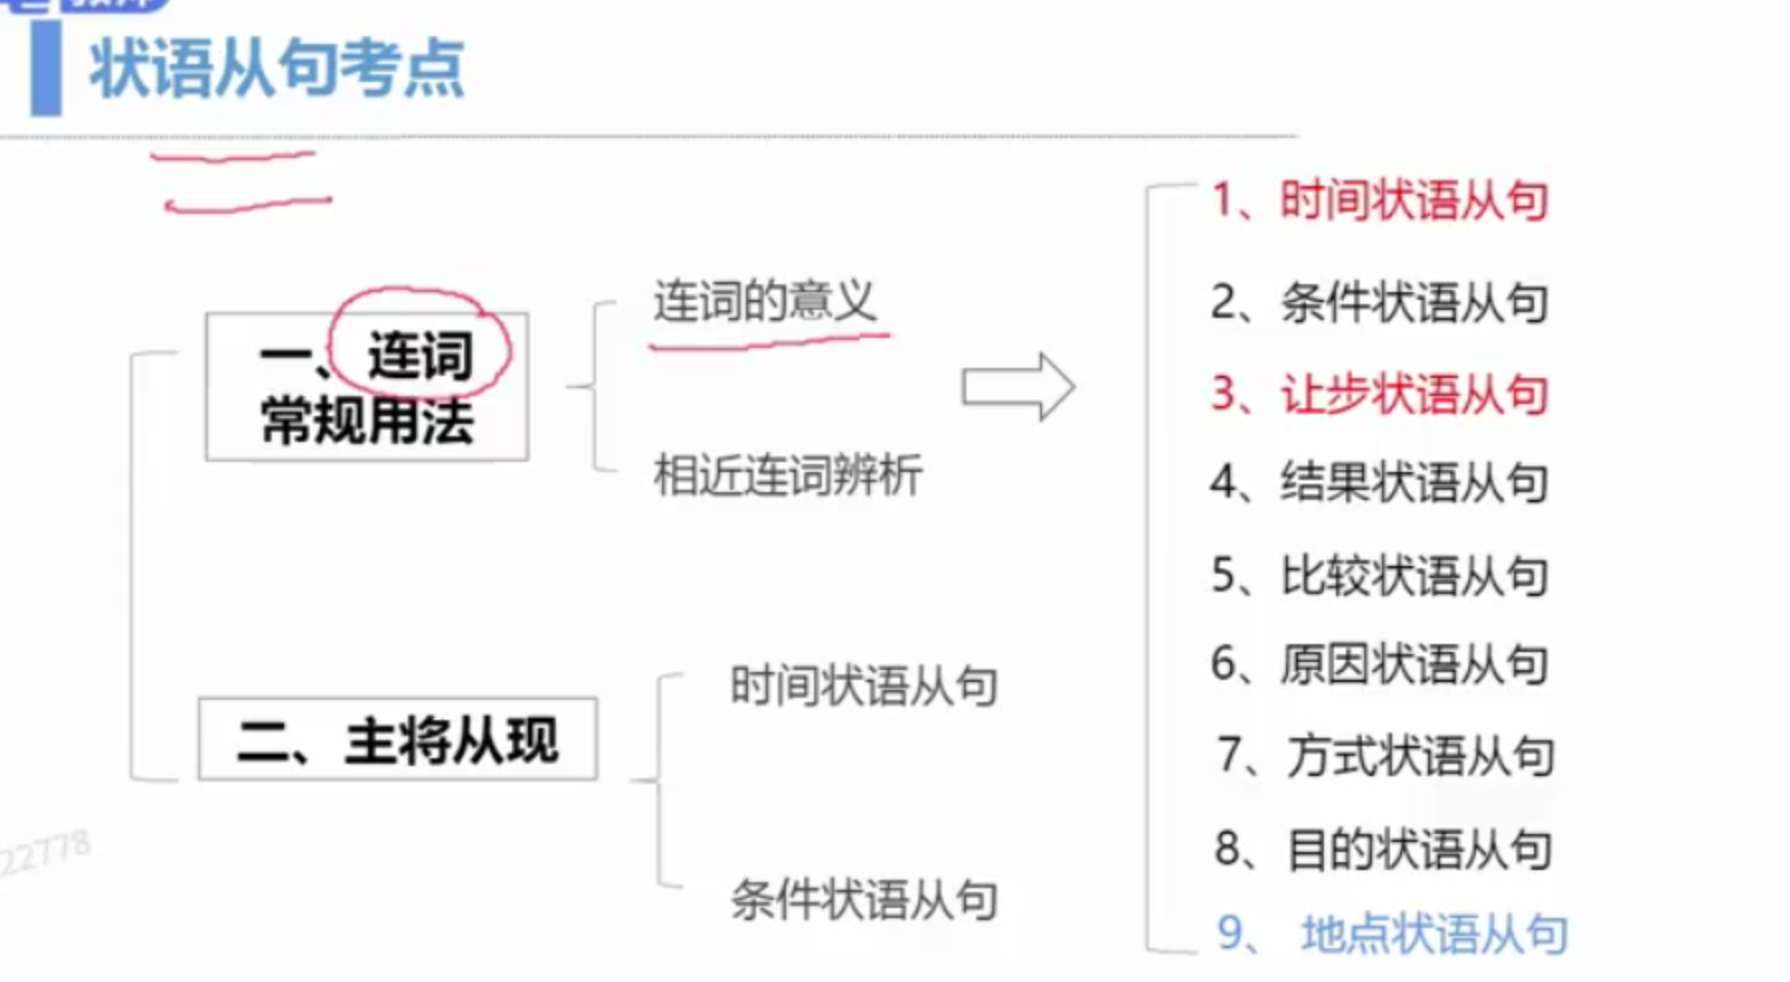 状语从句考点
一、连词
常规用法
连词的意义
相近连词辨析
二、主将从现
时间状语从句
条件状语从句
1、时间状语从句
2、条件状语从句
3、让步状语从句
4、结果状语从句
5、比较状语从句
6、原因状语从句
7、方式状语从句
8、目的状语从句
9、 地点状语从句
22778